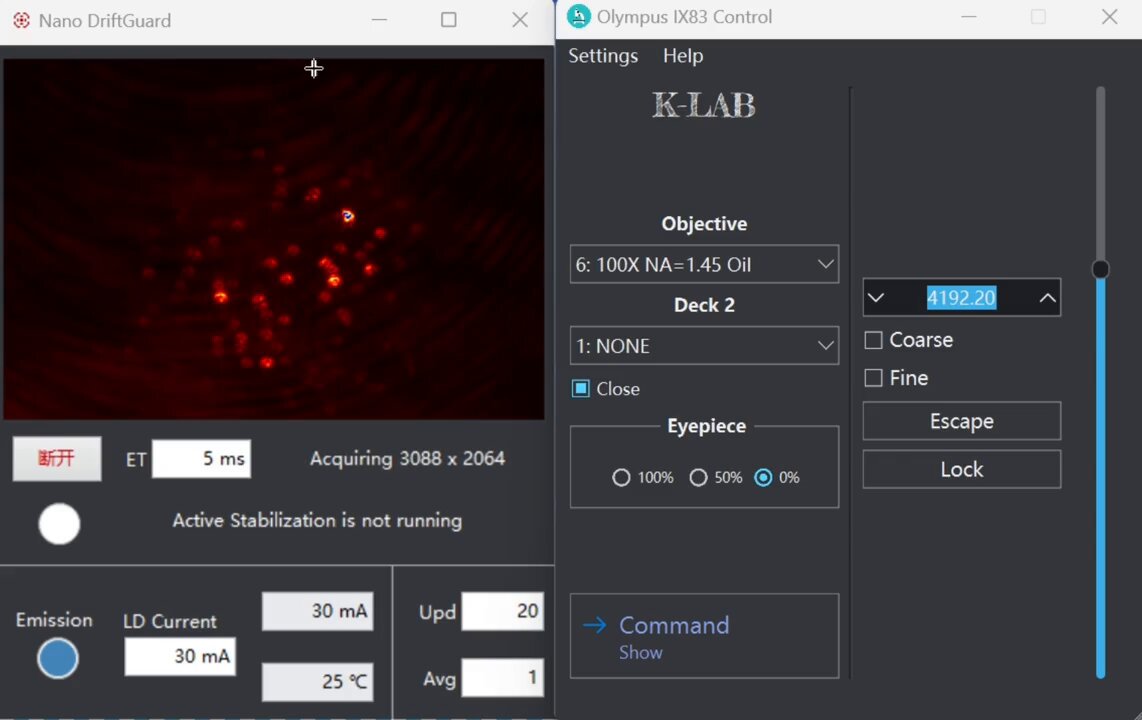 Nano DriftGuard
断开
ET
5 ms
Acquiring 3088 x 2064
Active Stabilization is not running
Emission
LD Current
30 mA
30 mA
25 ℃
Upd
20
Avg
1
Olympus IX83 Control
Settings
Help
K-LAB
Objective
6: 100X NA=1.45 Oil
Deck 2
1: NONE
Close
Eyepiece
100%
50%
0%
Command
Show
4192.20
Coarse
Fine
Escape
Lock